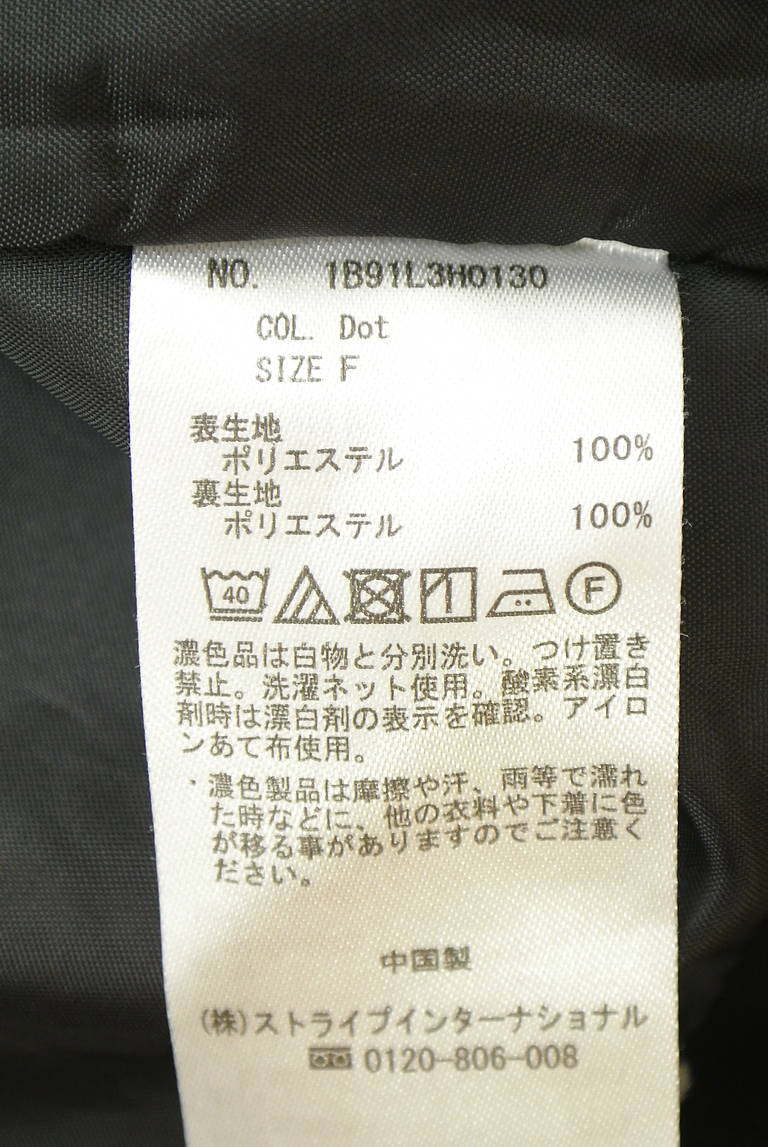 NO. 1B91L3H0130
COL. Dot
SIZE F
表生地
ポリエステル 100%
裏生地
ポリエステル 100%
40 F
濃色品は白物と分別洗い。つけ置き
禁止。洗濯ネット使用。酸素系漂白
剤時は漂白剤の表示を確認。アイロ
ンあて布使用。
・濃色製品は摩擦や汗、雨等で濡れ
た時などに、他の衣料や下着に色
が移る事がありますのでご注意く
ださい。
中国製
(株)ストライプインターナショナル
0120-806-008